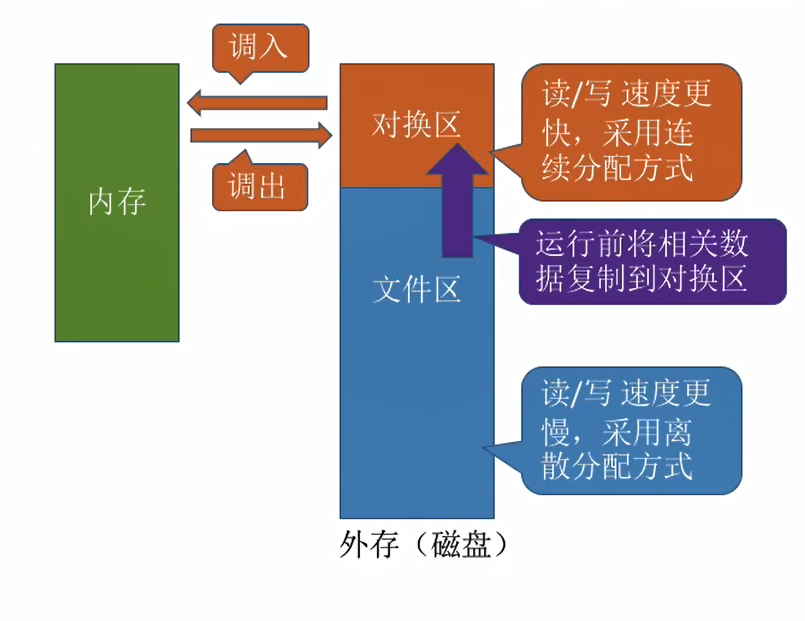 调入
内存
调出
对换区
文件区
读/写 速度更
快，采用连
续分配方式
运行前将相关数
据复制到对换区
读/写 速度更
慢，采用离
散分配方式
外存（磁盘）